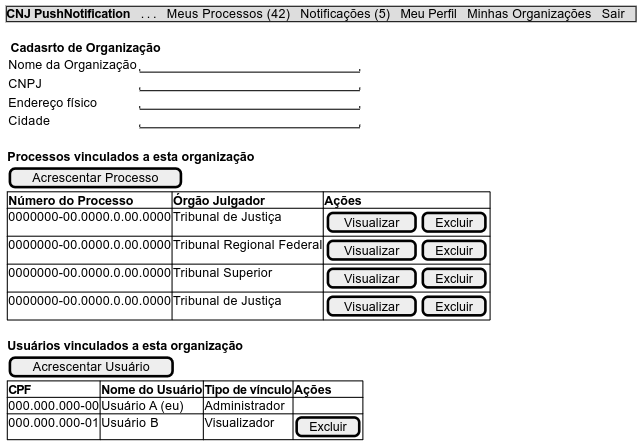 CNJ PushNotification ... Meus Processos (42) Notificações (5) Meu Perfil Minhas Organizações Sair
Cadasrto de Organização
Nome da Organização
CNPJ
Endereço físico
Cidade
Processos vinculados a esta organização
Acrescentar Processo
Número do Processo Órgão Julgador Ações
0000000-00.0000.0.00.0000 Tribunal de Justiça Visualizar Excluir
0000000-00.0000.0.00.0000 Tribunal Regional Federal Visualizar Excluir
0000000-00.0000.0.00.0000 Tribunal Superior Visualizar Excluir
0000000-00.0000.0.00.0000 Tribunal de Justiça Visualizar Excluir
Usuários vinculados a esta organização
Acrescentar Usuário
CPF Nome do Usuário Tipo de vínculo Ações
000.000.000-00 Usuário A (eu) Administrador
000.000.000-01 Usuário B Visualizador Excluir